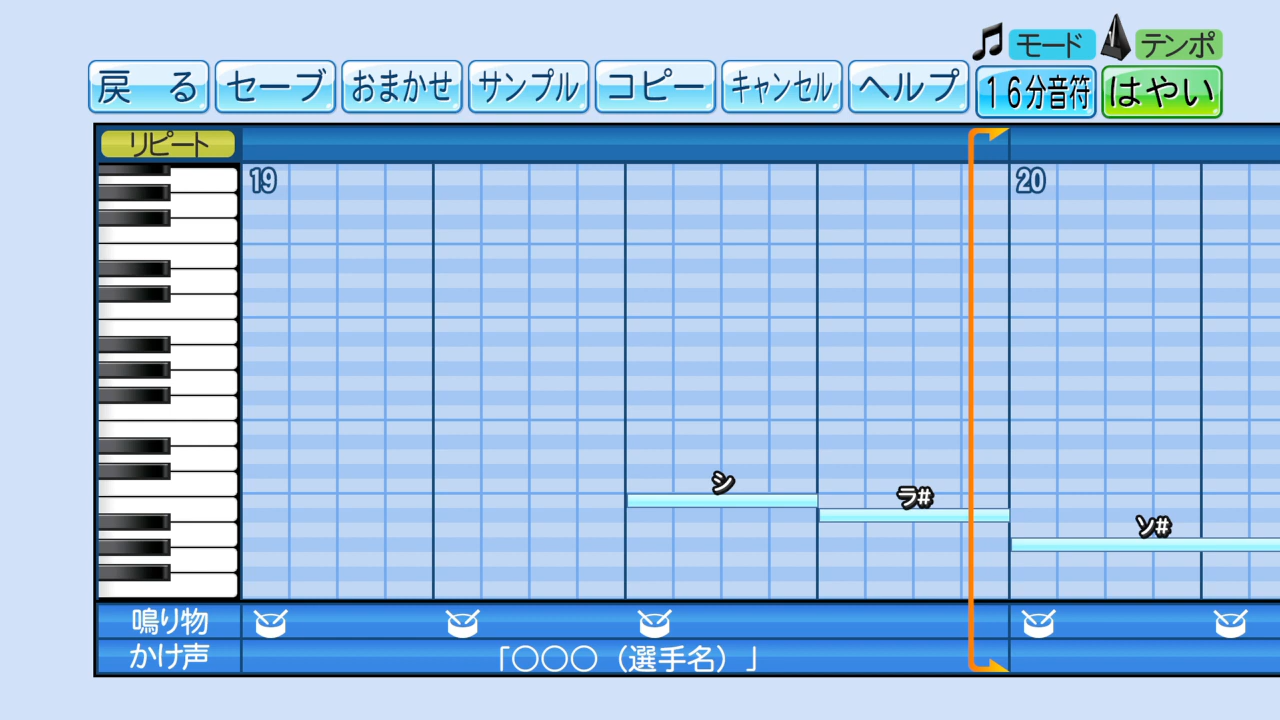 モード テンポ
戻　る セーブ おまかせ サンプル コピー キャンセル ヘルプ 16分音符 はやい
リピート
19 20
シ
ラ#
ソ#
鳴り物
かけ声 「○○○（選手名）」